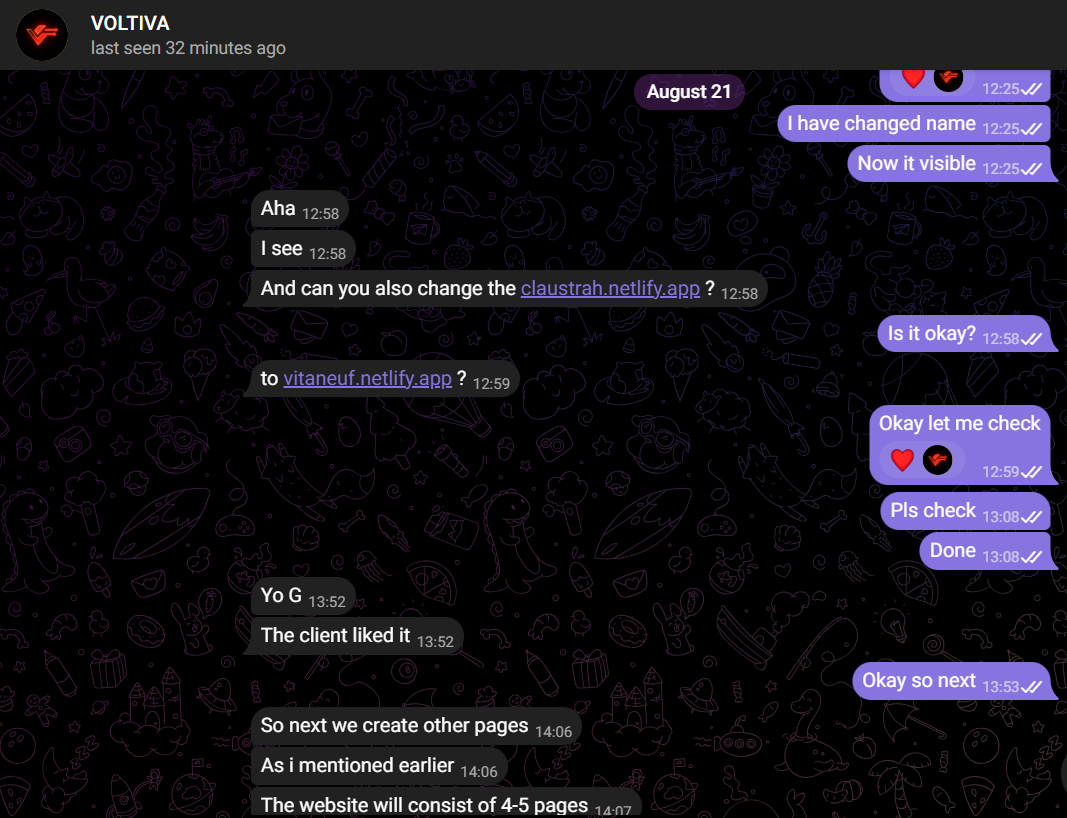 VOLTIVA
last seen 32 minutes ago
August 21
12:25
I have changed name 12:25
Now it visible 12:25
Aha 12:58
I see 12:58
And can you also change the claustrah.netlify.app ? 12:58
Is it okay? 12:58
to vitaneuf.netlify.app ? 12:59
Okay let me check
12:59
Pls check 13:08
Done 13:08
Yo G 13:52
The client liked it 13:52
Okay so next 13:53
So next we create other pages 14:06
As i mentioned earlier 14:06
The website will consist of 4-5 pages 14:07